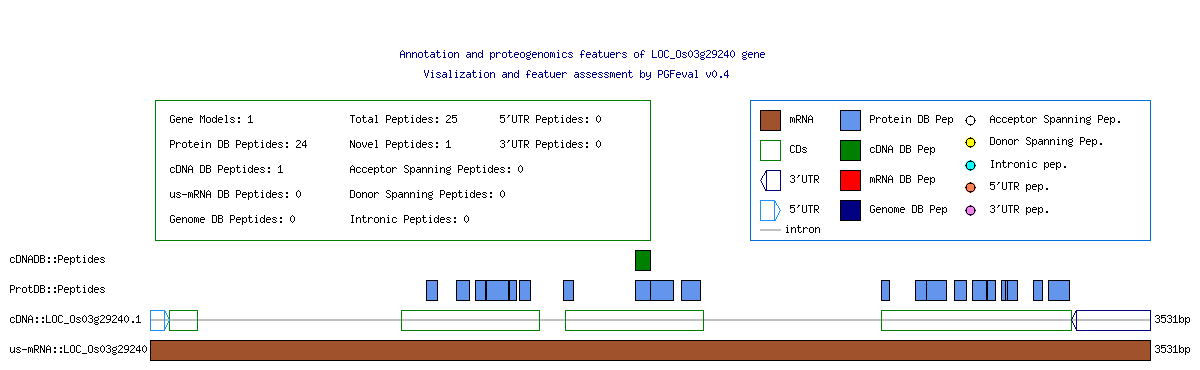 Annotation and proteogenomics featuers of LOC_Os03g29240 gene
Visalization and featuer assessment by PGFeval v0.4
Gene Models: 1 Total Peptides: 25 5'UTR Peptides: 0
Protein DB Peptides: 24 Novel Peptides: 1 3'UTR Peptides: 0
cDNA DB Peptides: 1 Acceptor Spanning Peptides: 0
us-mRNA DB Peptides: 0 Donor Spanning Peptides: 0
Genome DB Peptides: 0 Intronic Peptides: 0
mRNA Protein DB Pep Acceptor Spanning Pep.
CDs cDNA DB Pep Donor Spanning Pep.
3'UTR mRNA DB Pep Intronic pep.
5'UTR Genome DB Pep 5'UTR pep.
intron 3'UTR pep.
cDNADB::Peptides
ProtDB::Peptides
cDNA::LOC_Os03g29240.1 3531bp
us-mRNA::LOC_Os03g29240 3531bp